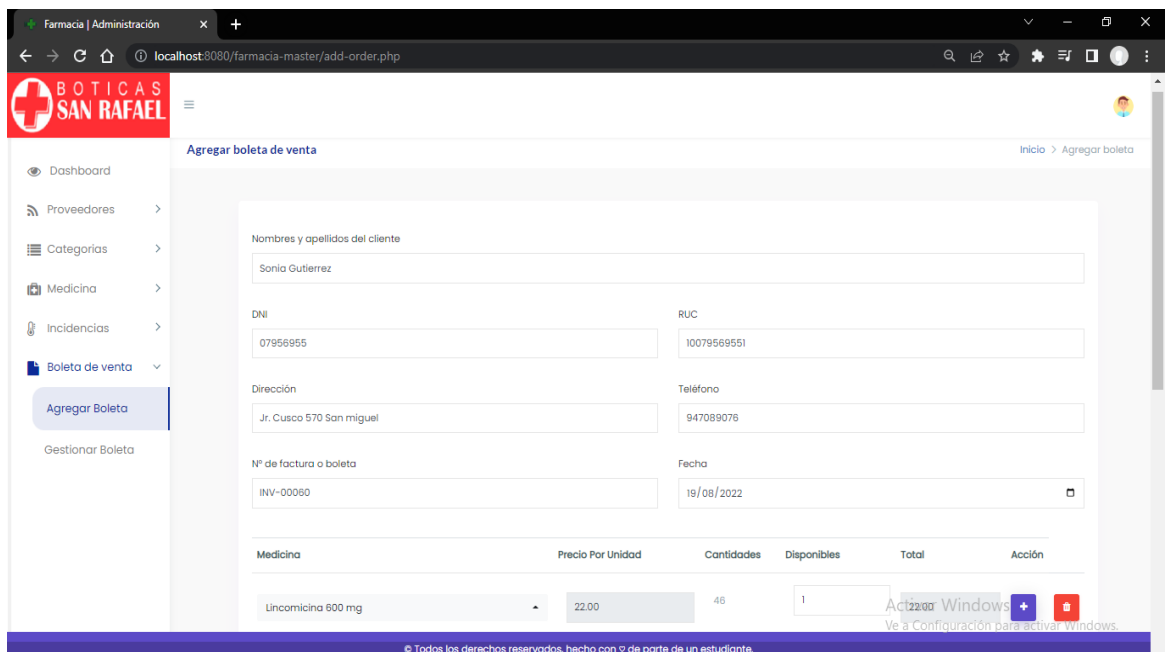 Farmacia | Administración
localhost:8080/farmacia-master/add-order.php
BOTICAS
SAN RAFAEL
Agregar boleta de venta
Inicio > Agregar boleta
Dashboard
Proveedores
Categorias
Medicina
Incidencias
Boleta de venta
Agregar Boleta
Gestionar Boleta
Nombres y apellidos del cliente
Sonia Gutierrez
DNI
RUC
07956955
10079569551
Dirección
Teléfono
Jr. Cusco 570 San miguel
947089076
Nº de factura o boleta
Fecha
INV-00060
19/08/2022
Medicina Precio Por Unidad Cantidades Disponibles Total Acción
Lincomicina 600 mg 22.00 46 1 22.00
Activar Windows
Ve a Configuración para activar Windows.
© Todos los derechos reservados, hecho con ♡ de parte de un estudiante.